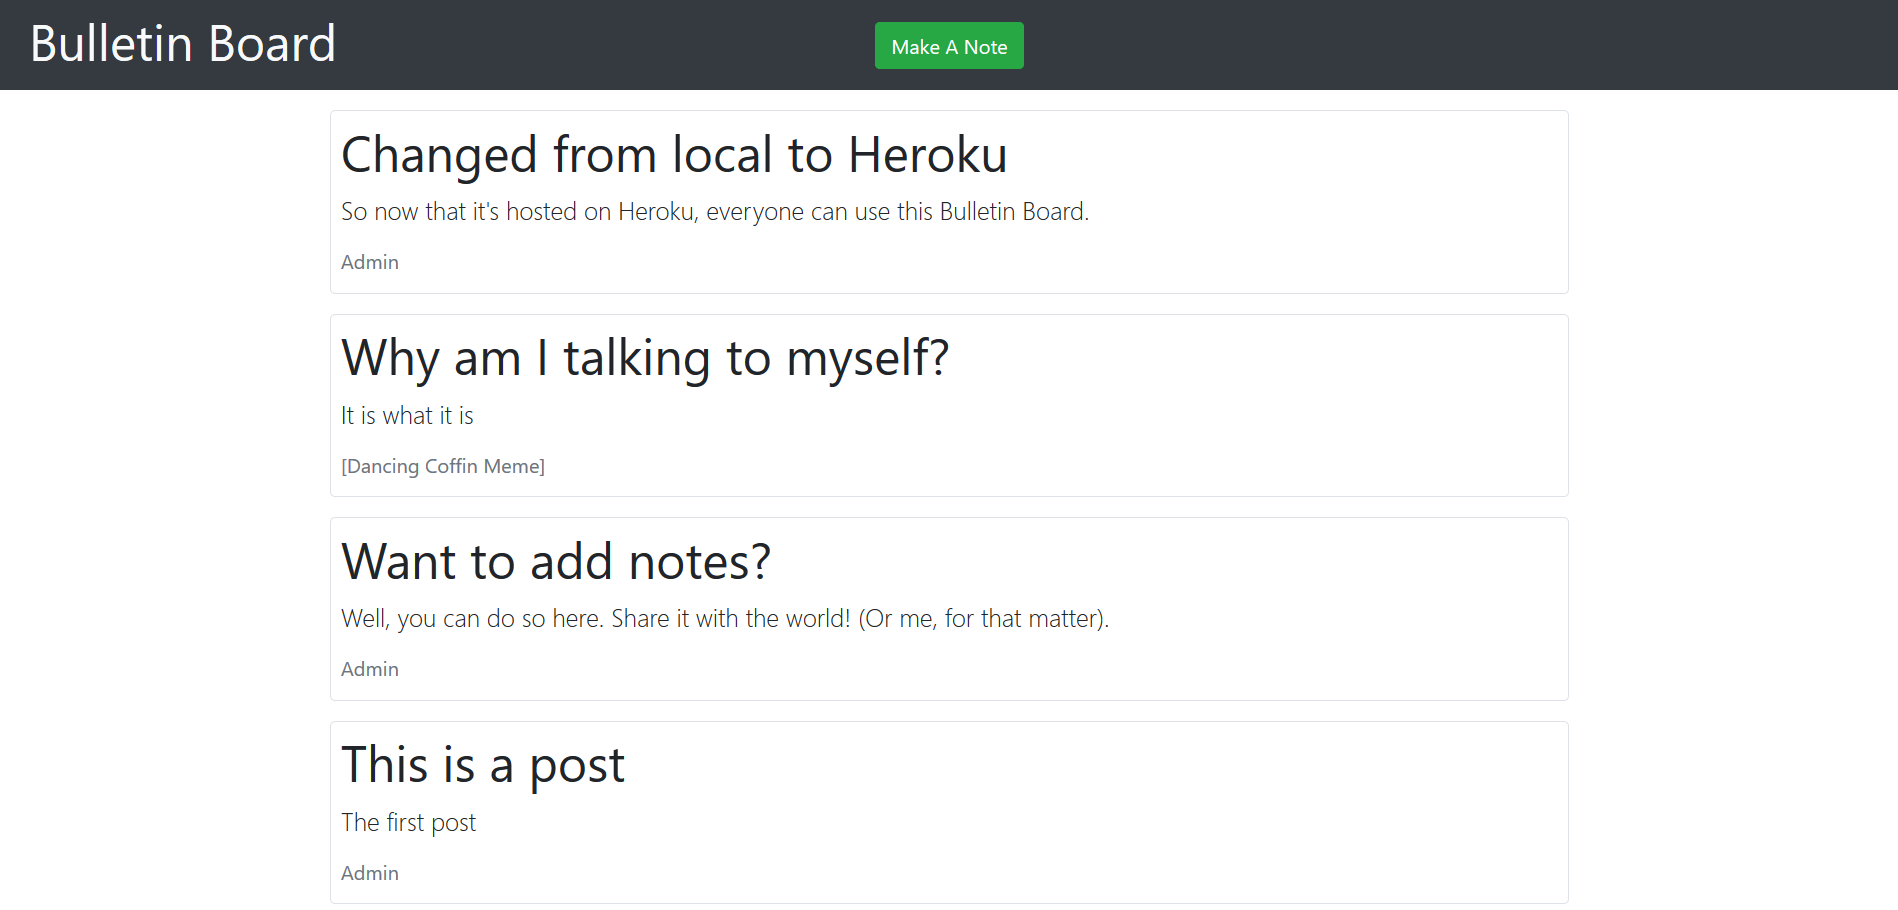 Bulletin Board
Make A Note
Changed from local to Heroku
So now that it's hosted on Heroku, everyone can use this Bulletin Board.
Admin
Why am I talking to myself?
It is what it is
[Dancing Coffin Meme]
Want to add notes?
Well, you can do so here. Share it with the world! (Or me, for that matter).
Admin
This is a post
The first post
Admin